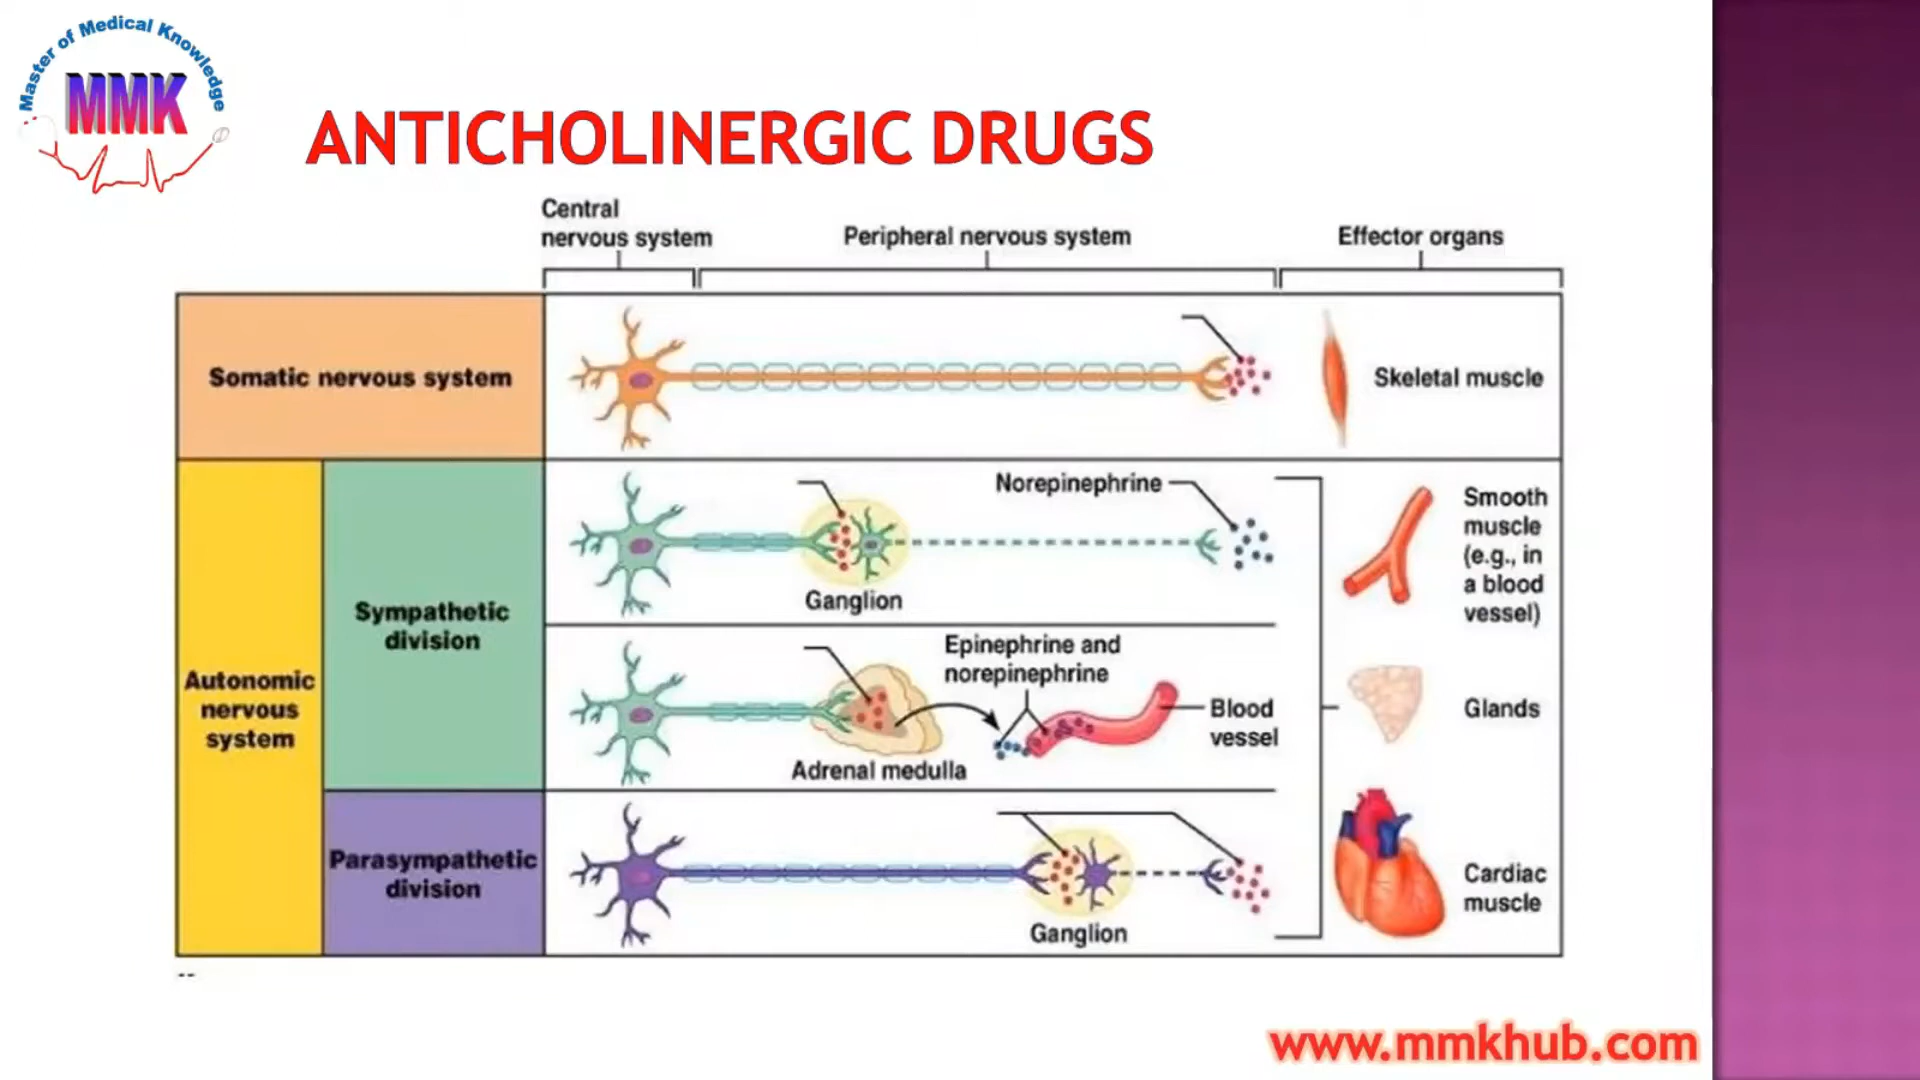 Master of Medical Knowledge
MMK
ANTICHOLINERGIC DRUGS
Central
nervous system
Peripheral nervous system
Effector organs
Somatic nervous system
Skeletal muscle
Autonomic
nervous
system
Sympathetic
division
Norepinephrine
Ganglion
Epinephrine and
norepinephrine
Blood
vessel
Adrenal medulla
Parasympathetic
division
Ganglion
Smooth
muscle
(e.g., in
a blood
vessel)
Glands
Cardiac
muscle
www.mmkhub.com